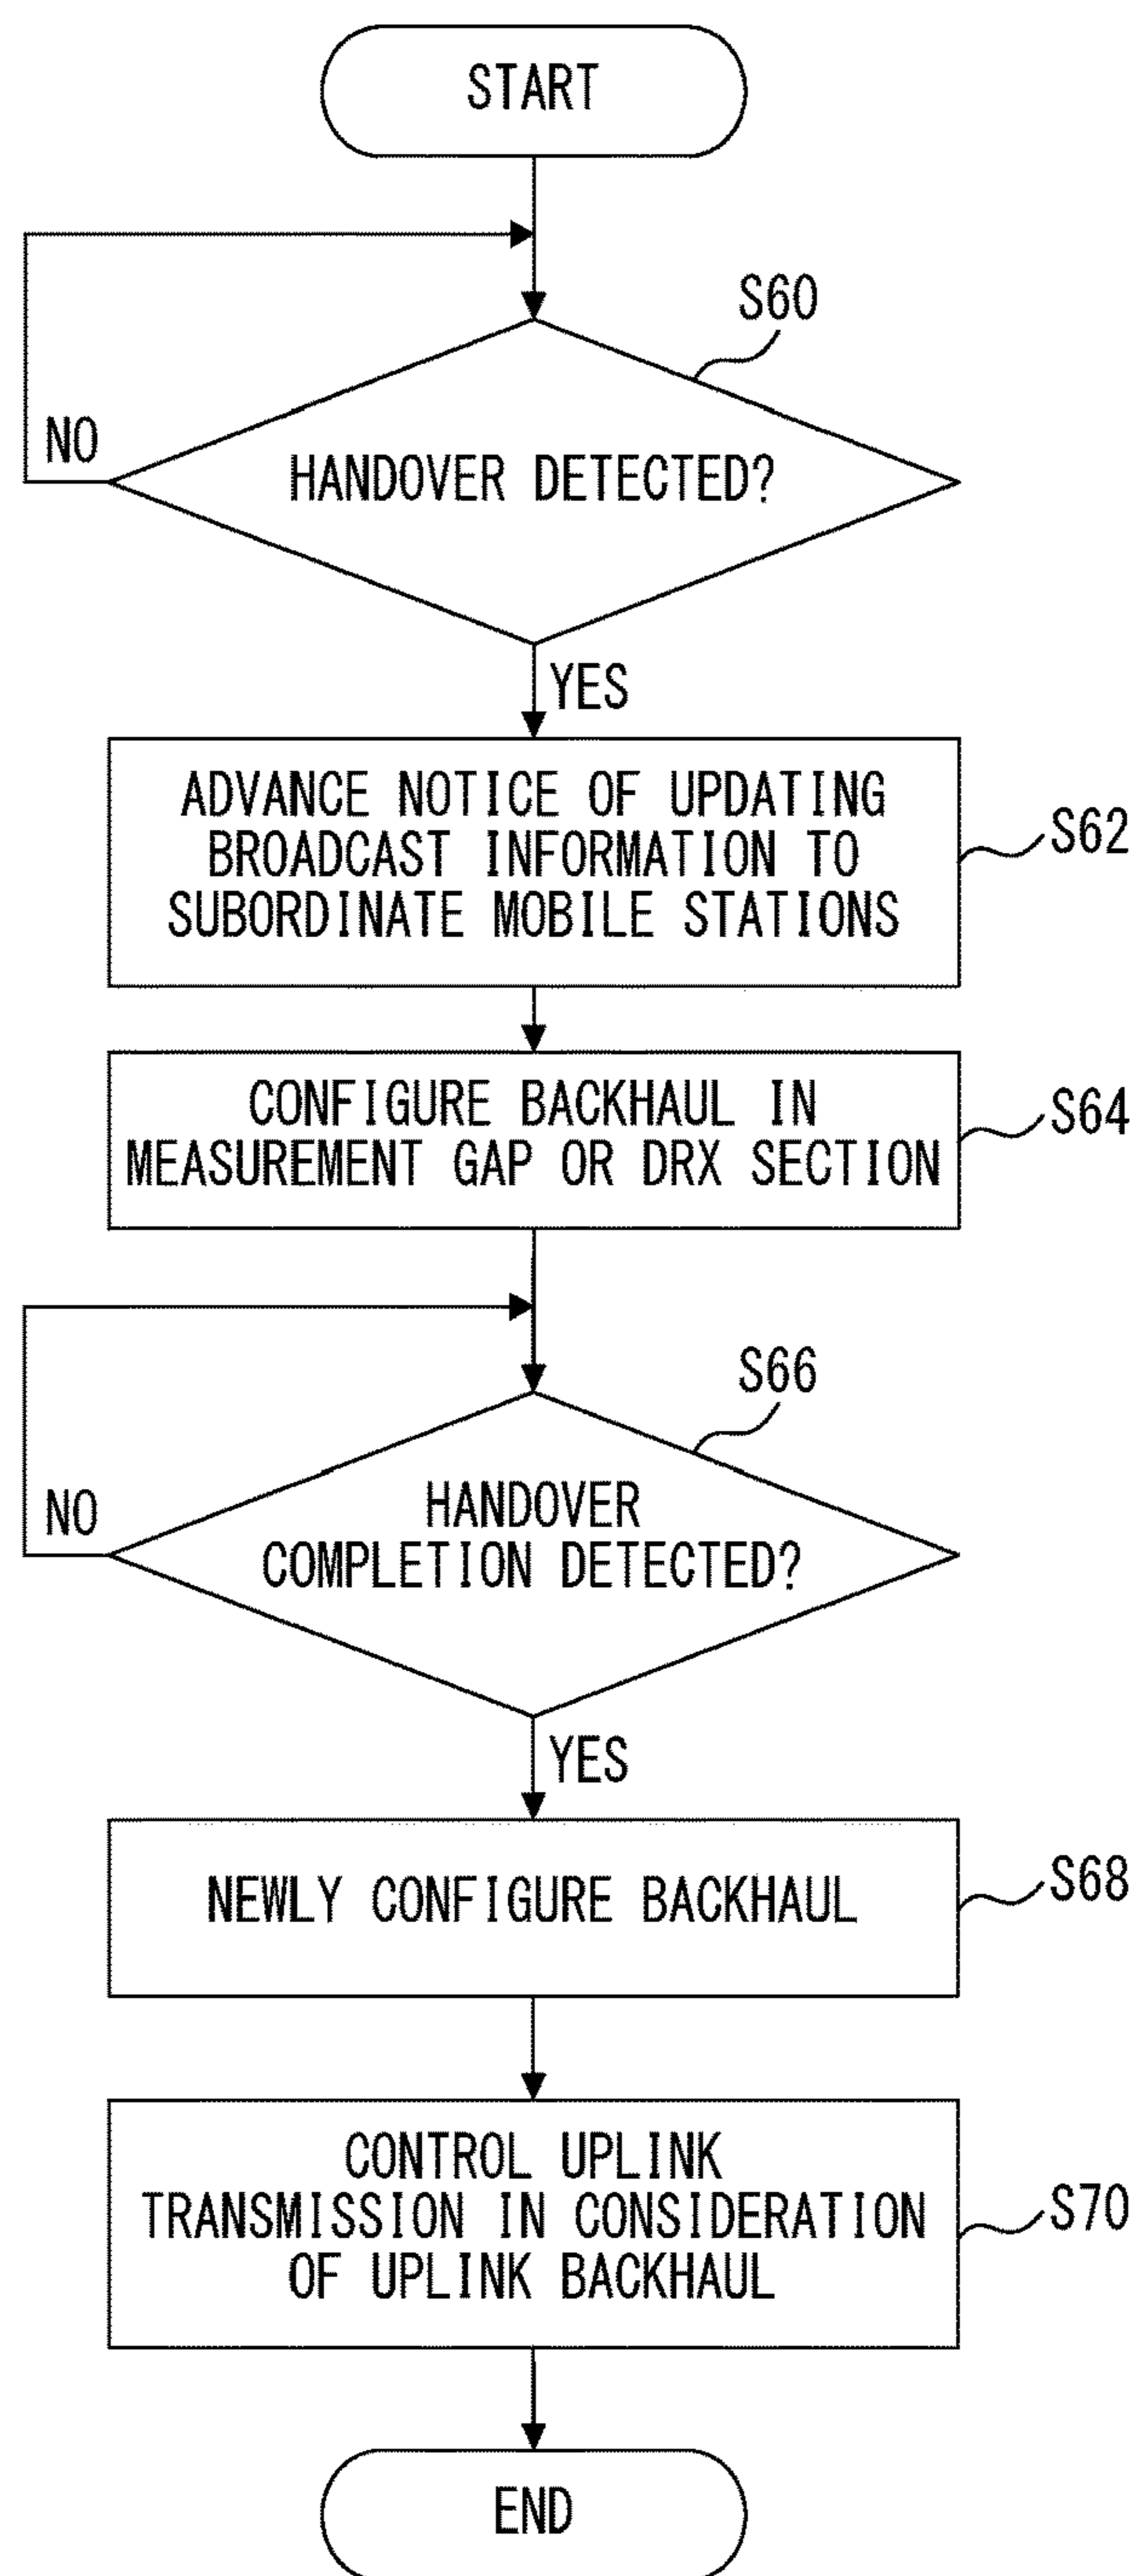 START
S60
NO
HANDOVER DETECTED?
YES
ADVANCE NOTICE OF UPDATING
BROADCAST INFORMATION TO
SUBORDINATE MOBILE STATIONS
S62
CONFIGURE BACKHAUL IN
MEASUREMENT GAP OR DRX SECTION
S64
S66
NO
HANDOVER
COMPLETION DETECTED?
YES
NEWLY CONFIGURE BACKHAUL
S68
CONTROL UPLINK
TRANSMISSION IN CONSIDERATION
OF UPLINK BACKHAUL
S70
END